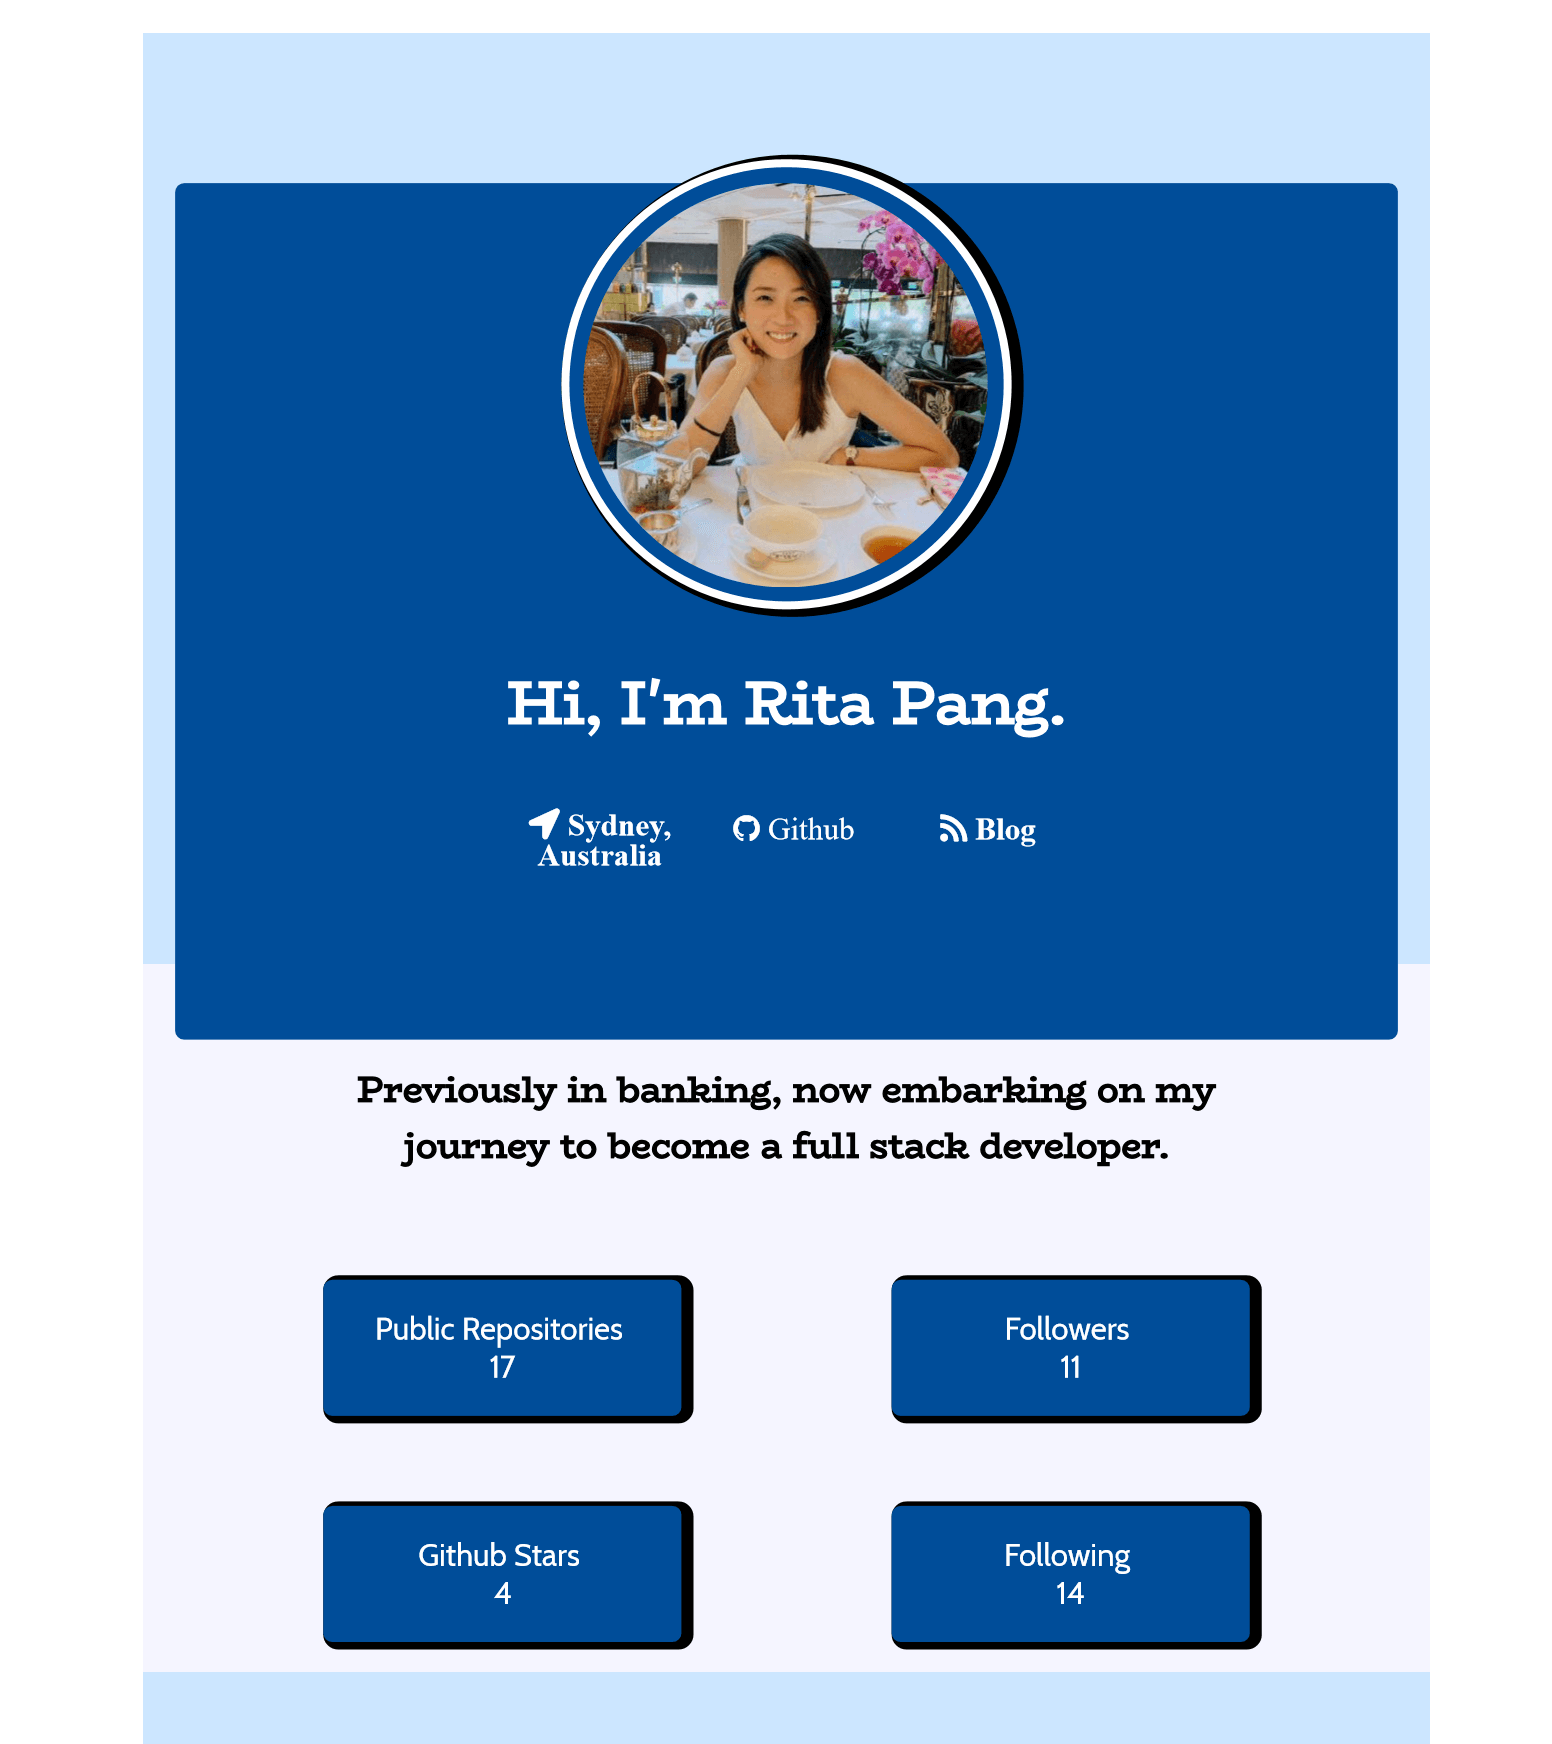 Hi, I'm Rita Pang.
Sydney,
Australia
Github
Blog
Previously in banking, now embarking on my
journey to become a full stack developer.
Public Repositories
17
Followers
11
Github Stars
4
Following
14